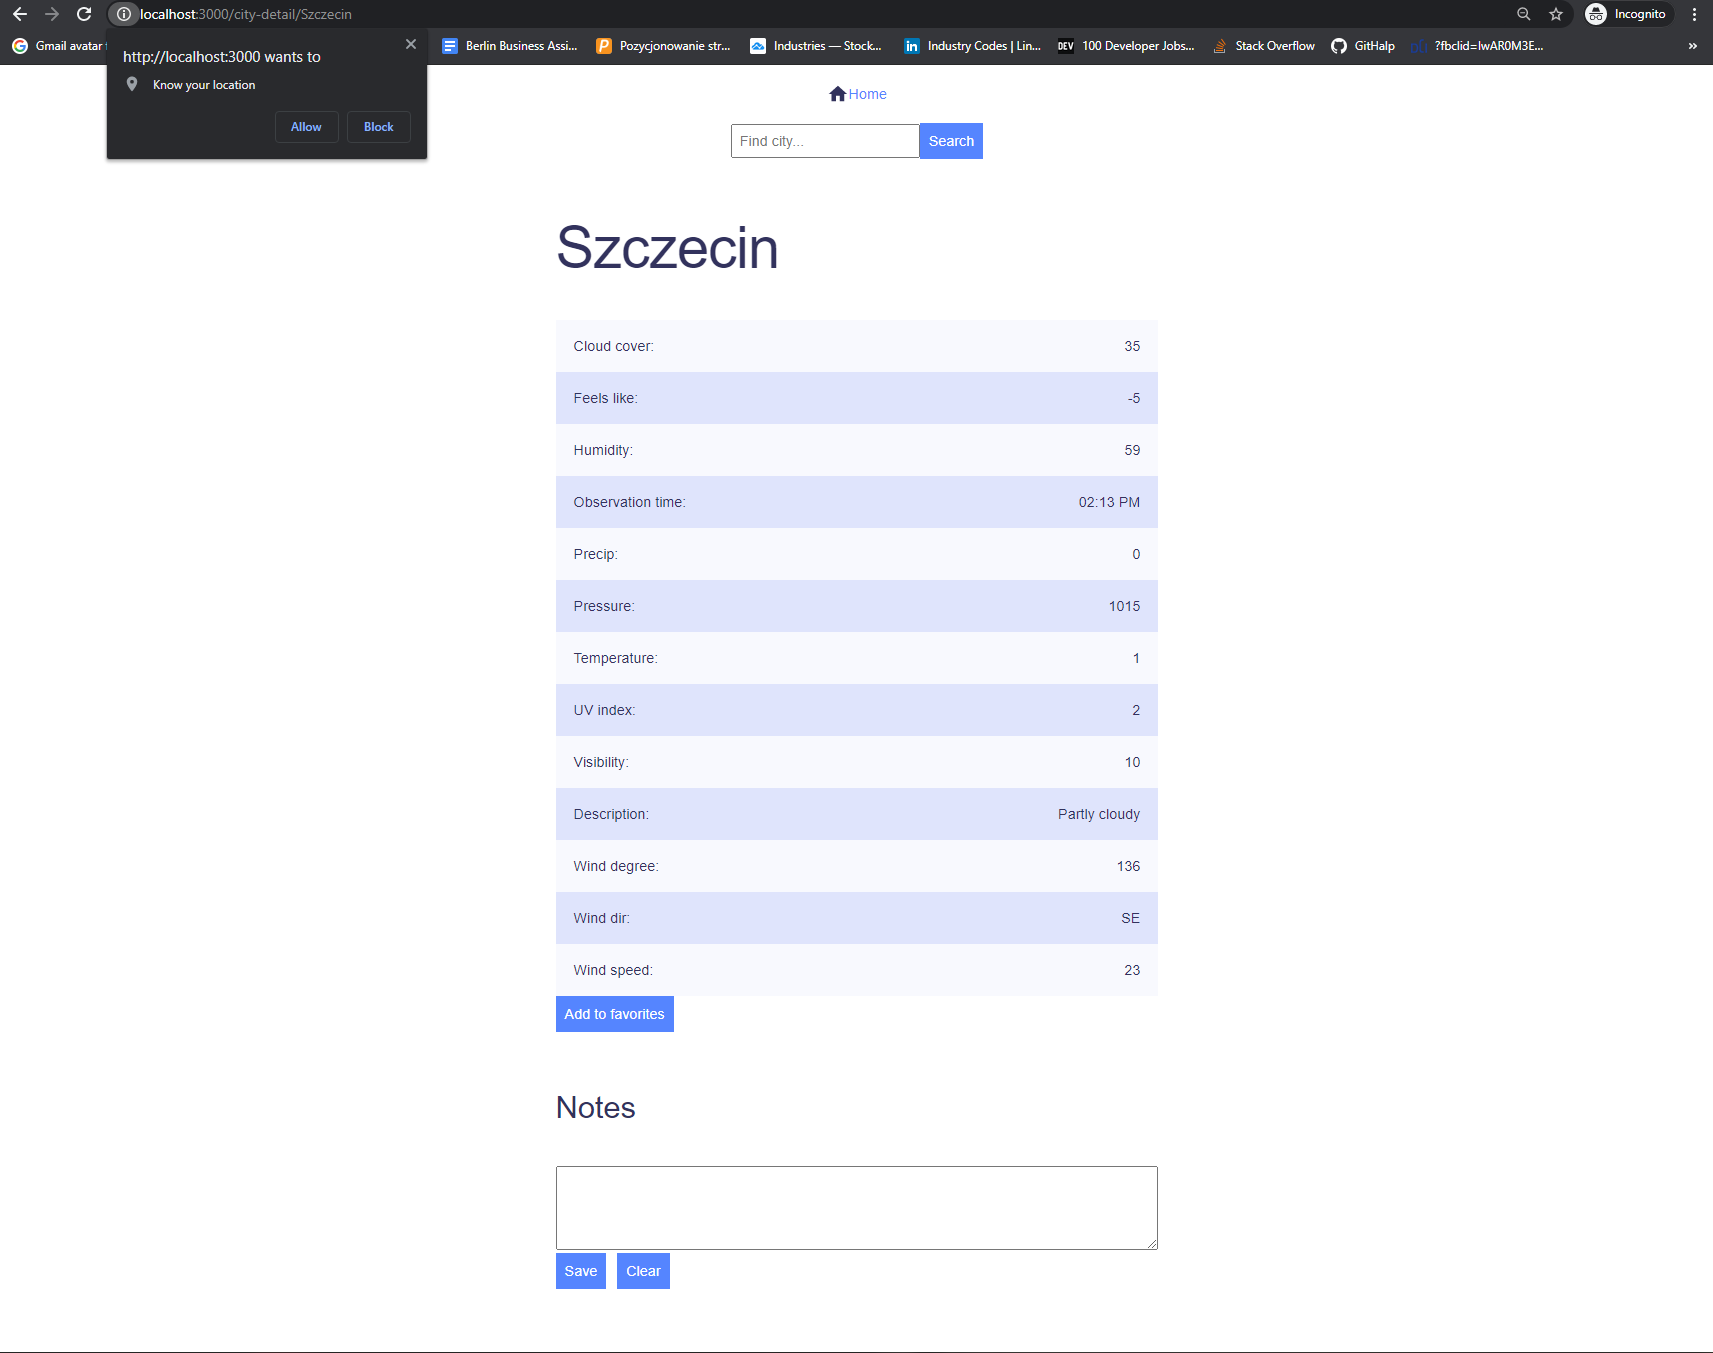 localhost:3000/city-detail/Szczecin
Incognito
Gmail avatar
Berlin Business Assi...
Pozycjonowanie str...
Industries — Stock...
Industry Codes | Lin...
DEV 100 Developer Jobs...
Stack Overflow
GitHalp
?fbclid=IwAR0M3E...
»
http://localhost:3000 wants to
Know your location
Allow
Block
Home
Find city...
Search
Szczecin
Cloud cover: 35
Feels like: -5
Humidity: 59
Observation time: 02:13 PM
Precip: 0
Pressure: 1015
Temperature: 1
UV index: 2
Visibility: 10
Description: Partly cloudy
Wind degree: 136
Wind dir: SE
Wind speed: 23
Add to favorites
Notes
Save
Clear